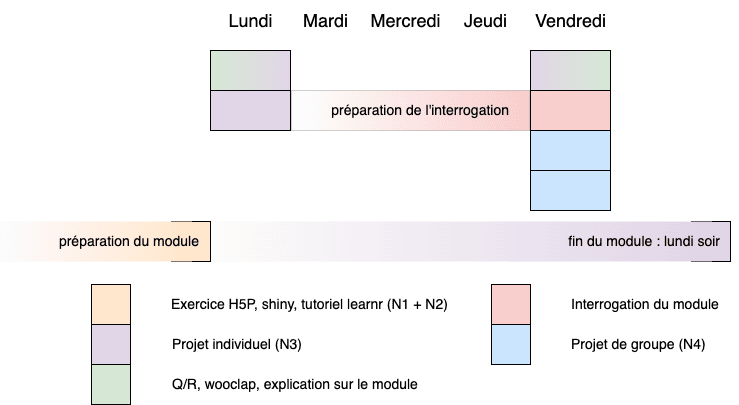 Lundi Mardi Mercredi Jeudi Vendredi
préparation de l'interrogation
préparation du module
fin du module : lundi soir
Exercice H5P, shiny, tutoriel learnr (N1 + N2)
Interrogation du module
Projet individuel (N3)
Projet de groupe (N4)
Q/R, wooclap, explication sur le module